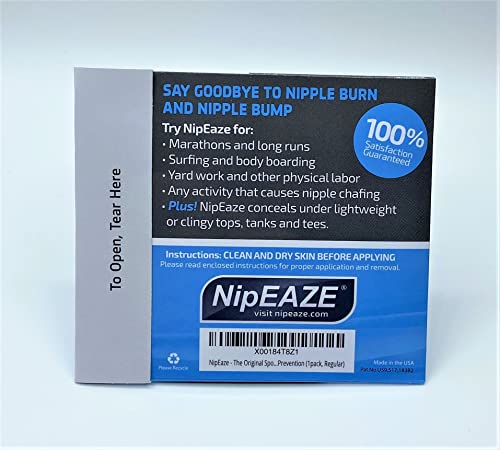 SAY GOODBYE TO NIPPLE BURN
AND NIPPLE BUMP
Try NipEaze for:
• Marathons and long runs
• Surfing and body boarding
• Yard work and other physical labor
• Any activity that causes nipple chafing
• Plus! NipEaze conceals under lightweight
or clingy tops, tanks and tees.
100%
Satisfaction
Guaranteed
To Open, Tear Here
Instructions: CLEAN AND DRY SKIN BEFORE APPLYING
Please read enclosed instructions for proper application and removal.
NipEAZE®
visit nipeaze.com
X00184T8Z1
NipEaze - The Original Spo...Prevention (1pack, Regular)
Please Recycle
Made in the USA